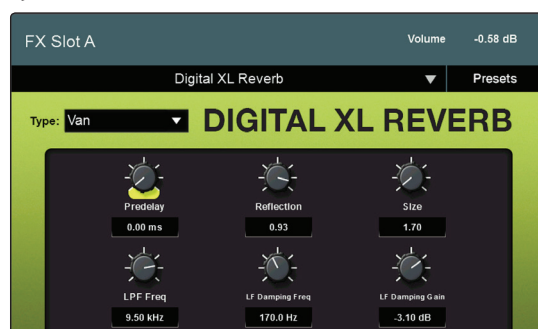 FX Slot A Volume -0.58 dB
Digital XL Reverb Presets
Type: Van DIGITAL XL REVERB
Predelay Reflection Size
0.00 ms 0.93 1.70
LPF Freq LF Damping Freq LF Damping Gain
9.50 kHz 170.0 Hz -3.10 dB